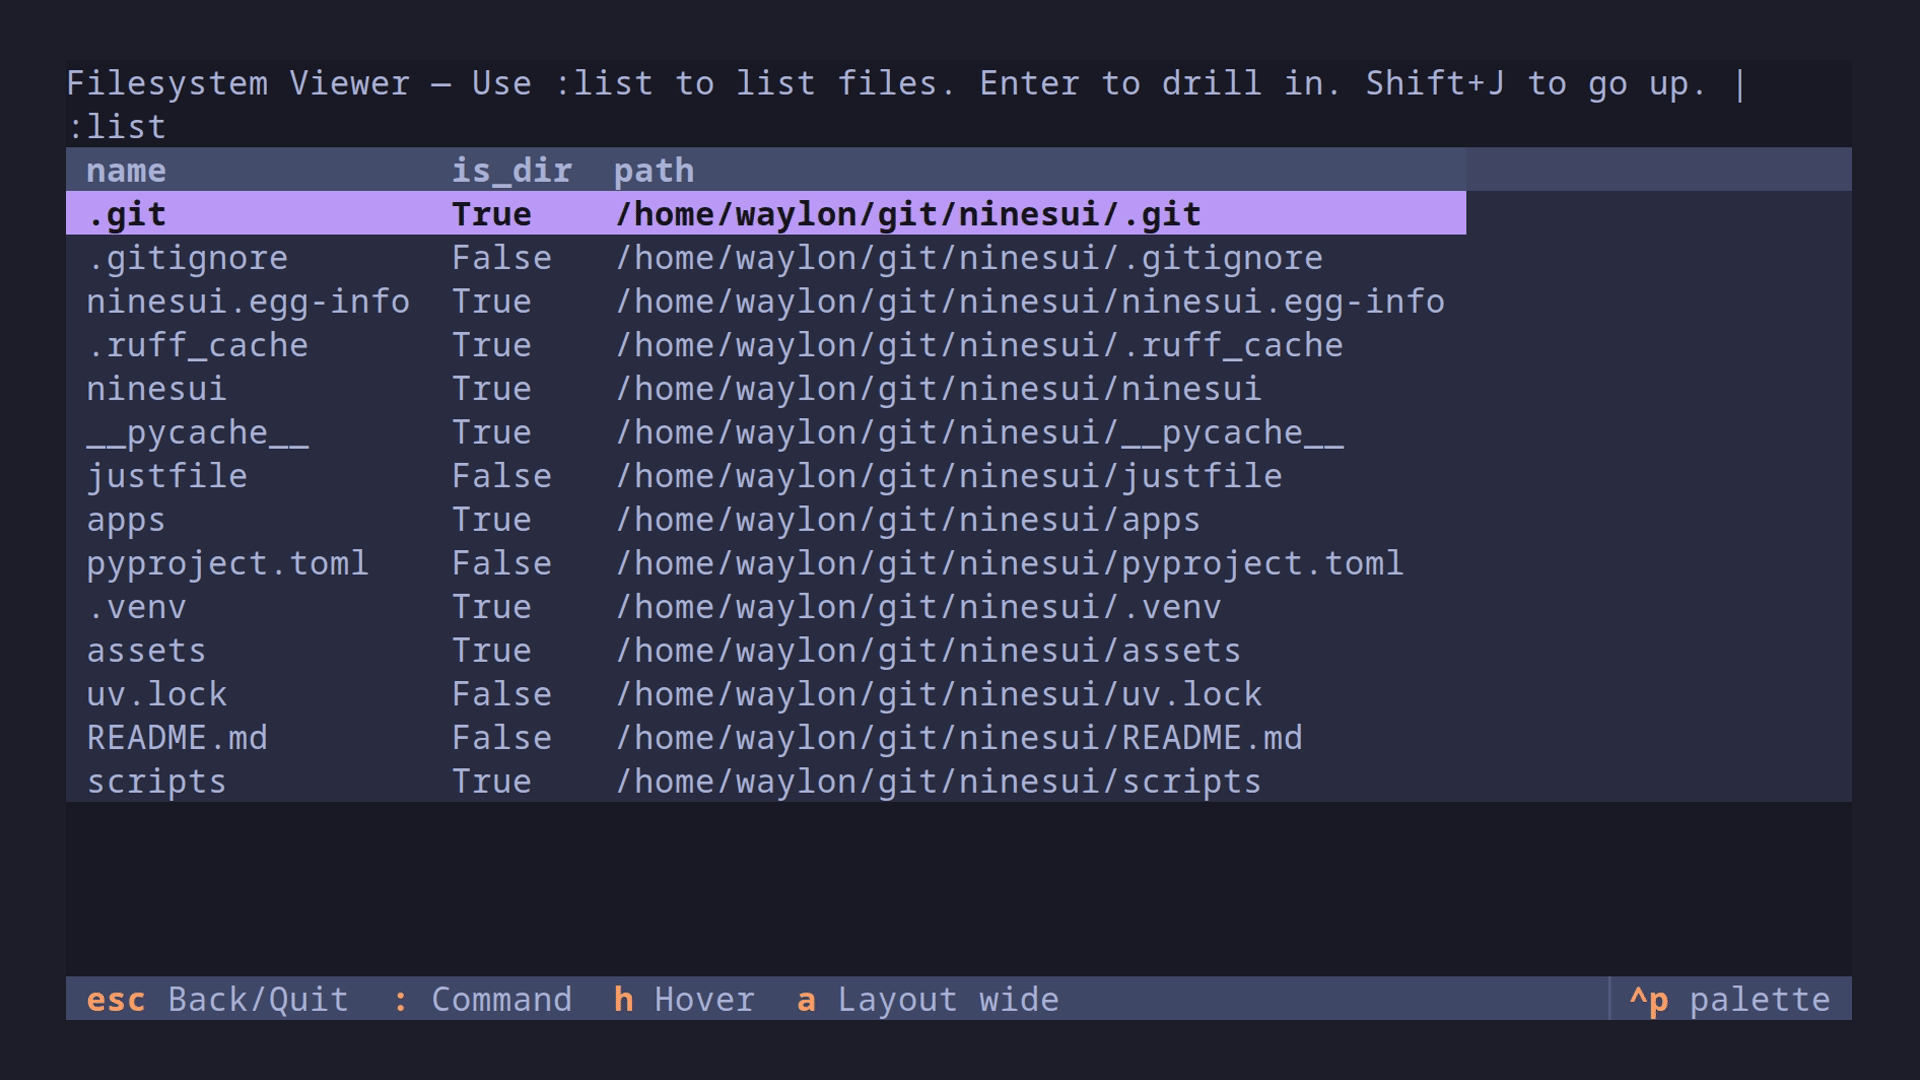 Filesystem Viewer — Use :list to list files. Enter to drill in. Shift+J to go up. |
:list
name is_dir path
.git True /home/waylon/git/ninesui/.git
.gitignore False /home/waylon/git/ninesui/.gitignore
ninesui.egg-info True /home/waylon/git/ninesui/ninesui.egg-info
.ruff_cache True /home/waylon/git/ninesui/.ruff_cache
ninesui True /home/waylon/git/ninesui/ninesui
__pycache__ True /home/waylon/git/ninesui/__pycache__
justfile False /home/waylon/git/ninesui/justfile
apps True /home/waylon/git/ninesui/apps
pyproject.toml False /home/waylon/git/ninesui/pyproject.toml
.venv True /home/waylon/git/ninesui/.venv
assets True /home/waylon/git/ninesui/assets
uv.lock False /home/waylon/git/ninesui/uv.lock
README.md False /home/waylon/git/ninesui/README.md
scripts True /home/waylon/git/ninesui/scripts
esc Back/Quit : Command h Hover a Layout wide ^p palette